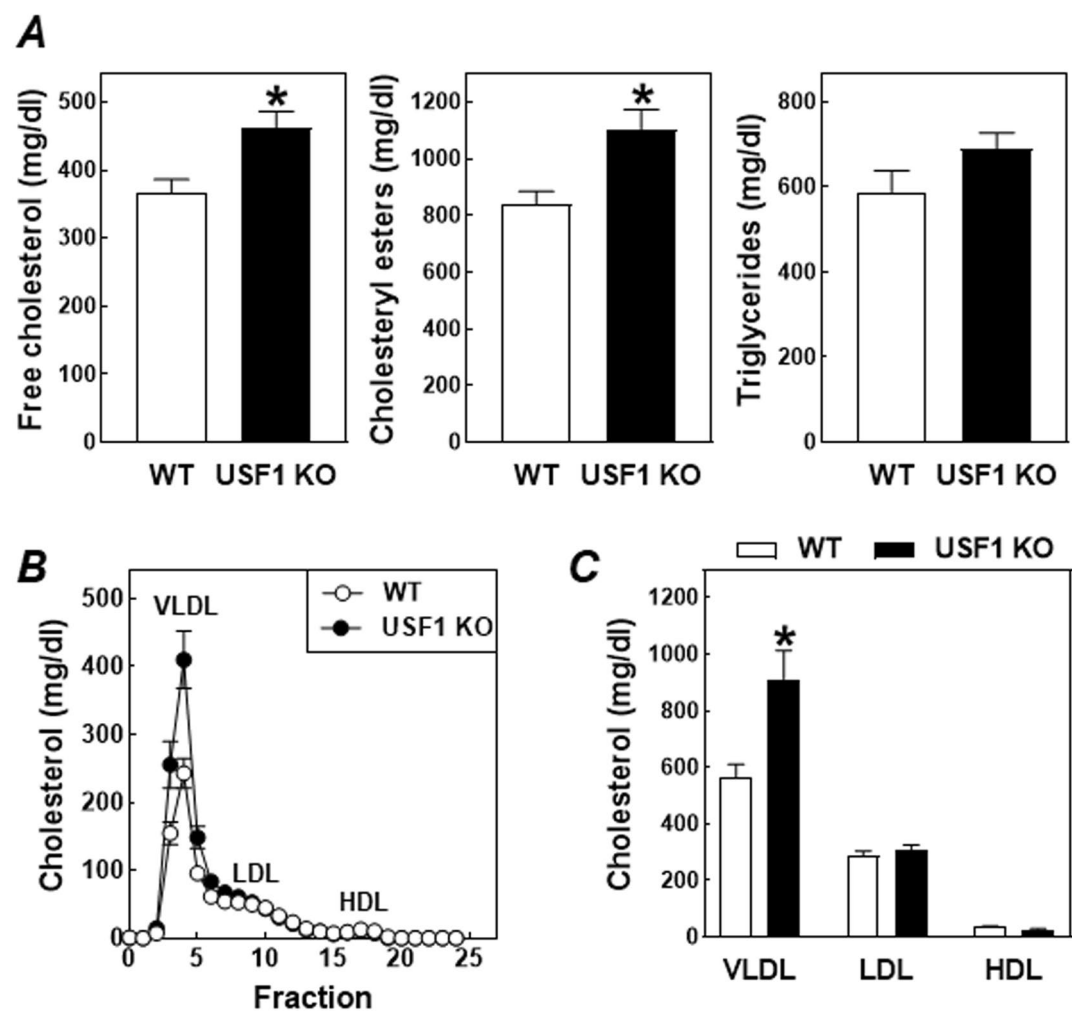 A
Free cholesterol (mg/dl)
500
400
300
200
100
0
WT USF1 KO
*
Cholesteryl esters (mg/dl)
1200
1000
800
600
400
200
0
WT USF1 KO
*
Triglycerides (mg/dl)
800
600
400
200
0
WT USF1 KO
B
Cholesterol (mg/dl)
500
400
300
200
100
0
VLDL
WT
USF1 KO
LDL
HDL
0 5 10 15 20 25
Fraction
C
WT USF1 KO
Cholesterol (mg/dl)
1200
1000
800
600
400
200
0
*
VLDL LDL HDL